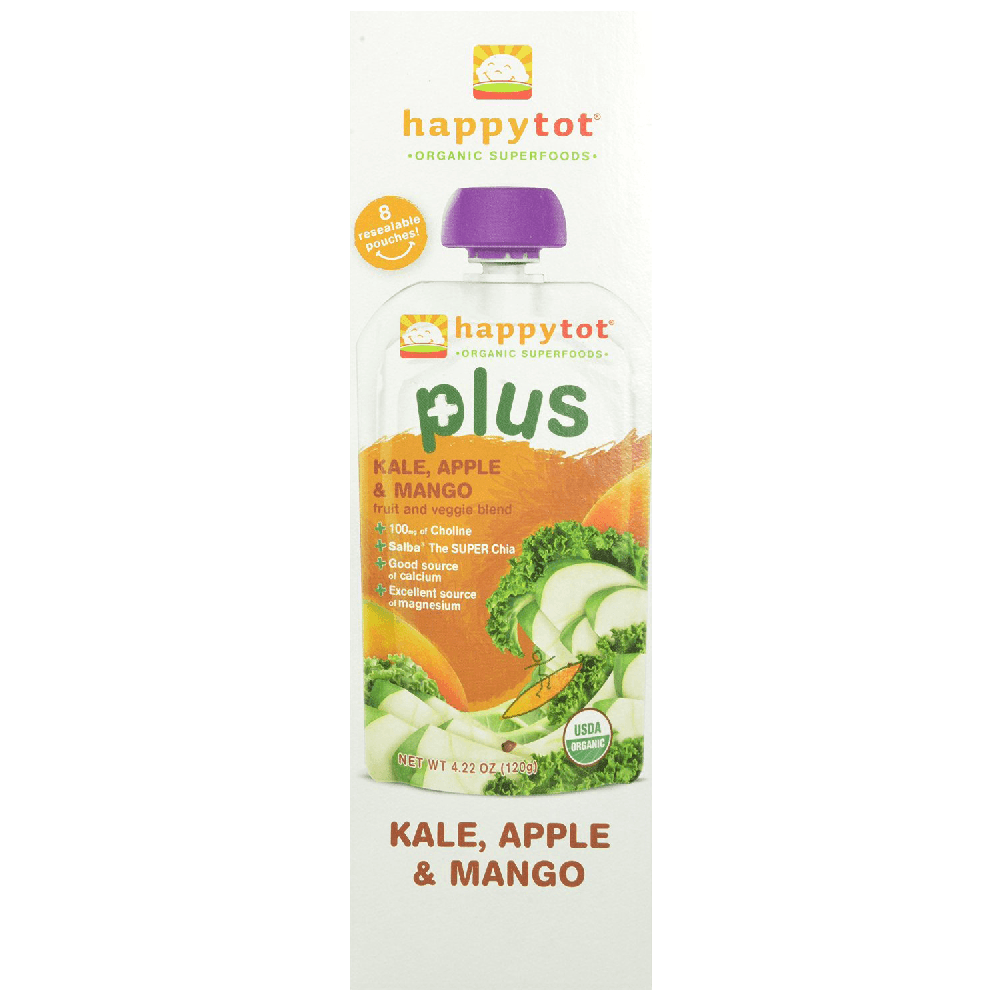 happytot®
•ORGANIC SUPERFOODS•
8
resealable
pouches!
happytot®
•ORGANIC SUPERFOODS•
plus
KALE, APPLE
& MANGO
fruit and veggie blend
+ 100mg of Choline
+ Salba® The SUPER Chia
+ Good source
of calcium
+ Excellent source
of magnesium
USDA
ORGANIC
NET WT 4.22 OZ (120g)
KALE, APPLE
& MANGO